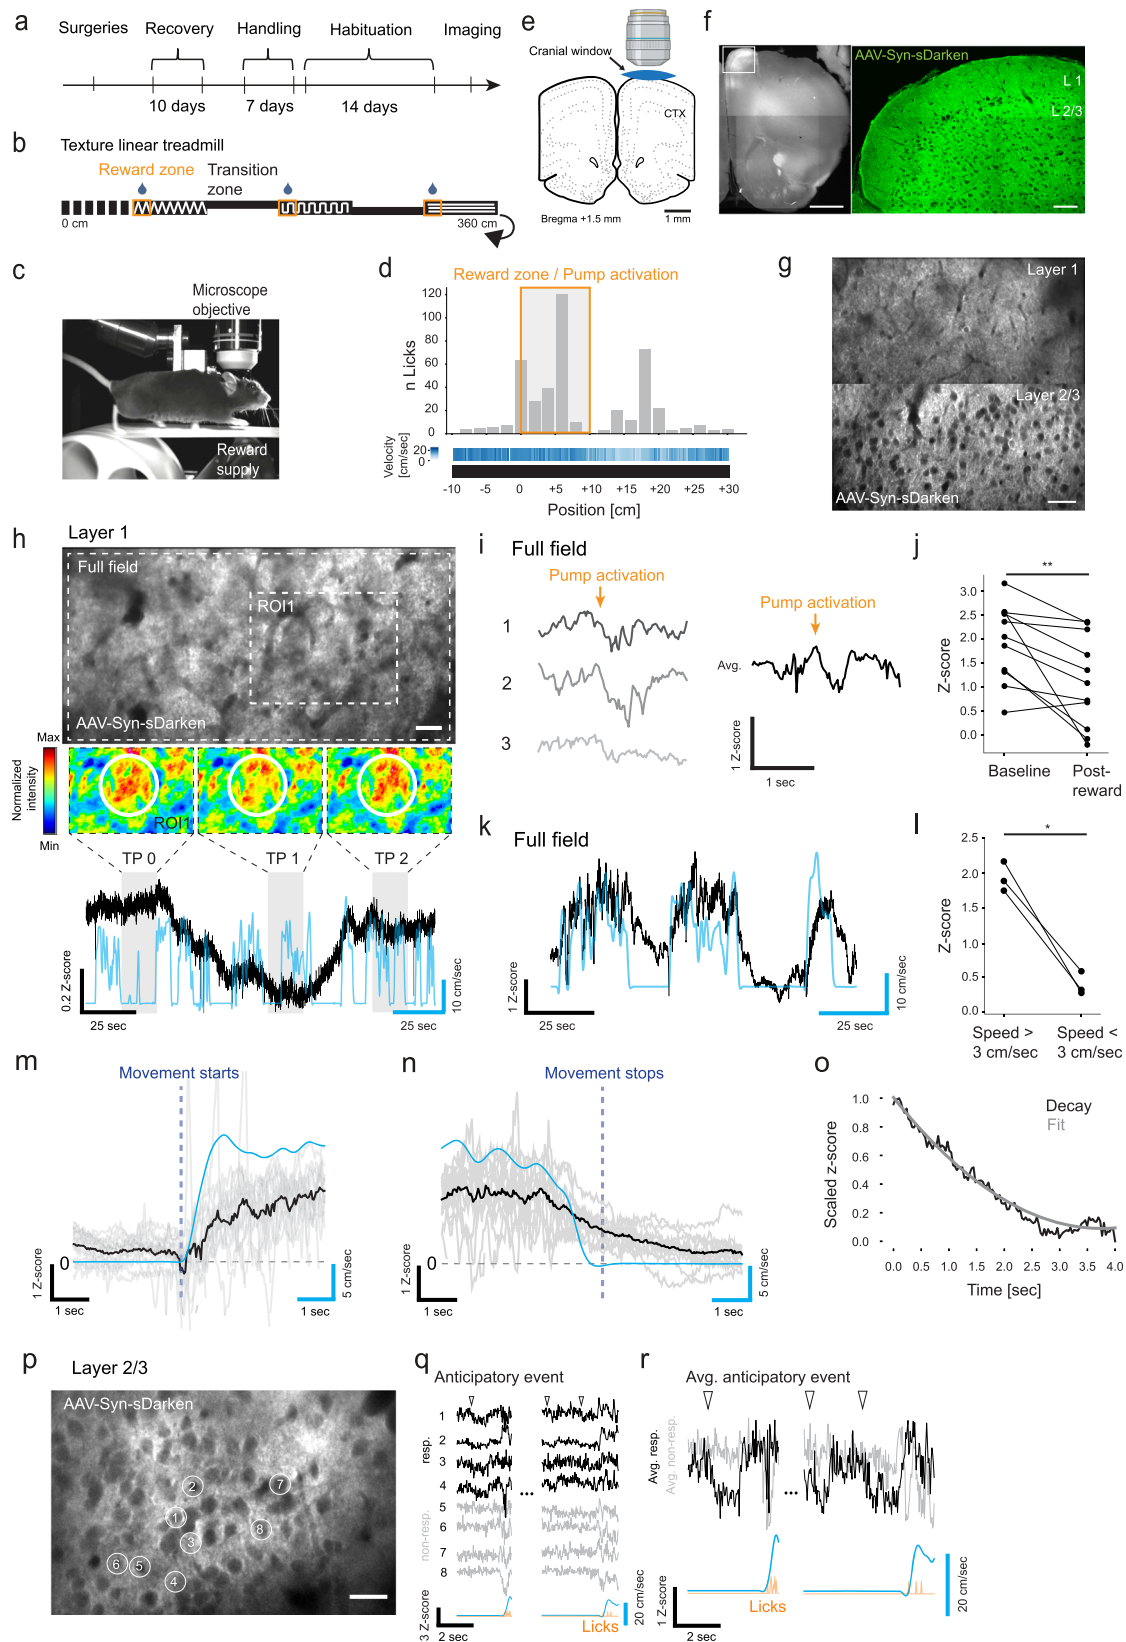 a
Surgeries Recovery Handling Habituation Imaging
10 days 7 days 14 days
b
Texture linear treadmill
Reward zone Transition zone
0 cm 360 cm
c
Microscope objective
Reward supply
d
Reward zone / Pump activation
n Licks
120
80
60
40
20
0
Velocity [cm/sec]
20
0
-10 -5 0 +5 +10 +15 +20 +25 +30
Position [cm]
e
Cranial window
CTX
Bregma +1.5 mm 1 mm
f
AAV-Syn-sDarken
L 1
L 2/3
g
Layer 1
Layer 2/3
AAV-Syn-sDarken
h Layer 1
Full field
ROI1
AAV-Syn-sDarken
Max
Normalized intensity
Min
ROI1
TP 0 TP 1 TP 2
0.2 Z-score
25 sec
10 cm/sec
25 sec
i Full field
Pump activation
1
2
3
Pump activation
Avg.
1 Z-score
1 sec
j
**
Z-score
3.0
2.5
2.0
1.5
1.0
0.5
0.0
Baseline Post-reward
k Full field
1 Z-score
25 sec
10 cm/sec
25 sec
l
*
Z-score
2.5
2.0
1.5
1.0
0.5
0.0
Speed > 3 cm/sec Speed < 3 cm/sec
m
Movement starts
0
1 Z-score
1 sec
5 cm/sec
1 sec
n
Movement stops
0
1 Z-score
1 sec
5 cm/sec
1 sec
o
Decay
Fit
Scaled z-score
1.0
0.8
0.6
0.4
0.2
0.0
0.0 0.5 1.0 1.5 2.0 2.5 3.0 3.5 4.0
Time [sec]
p Layer 2/3
AAV-Syn-sDarken
2
7
1
8
3
6 5
4
q
Anticipatory event
resp.
1
2
3
4
non-resp.
5
6
7
8
...
3 Z-score
2 sec
Licks
20 cm/sec
r
Avg. anticipatory event
Avg. resp.
Avg. non-resp.
...
1 Z-score
2 sec
Licks
20 cm/sec